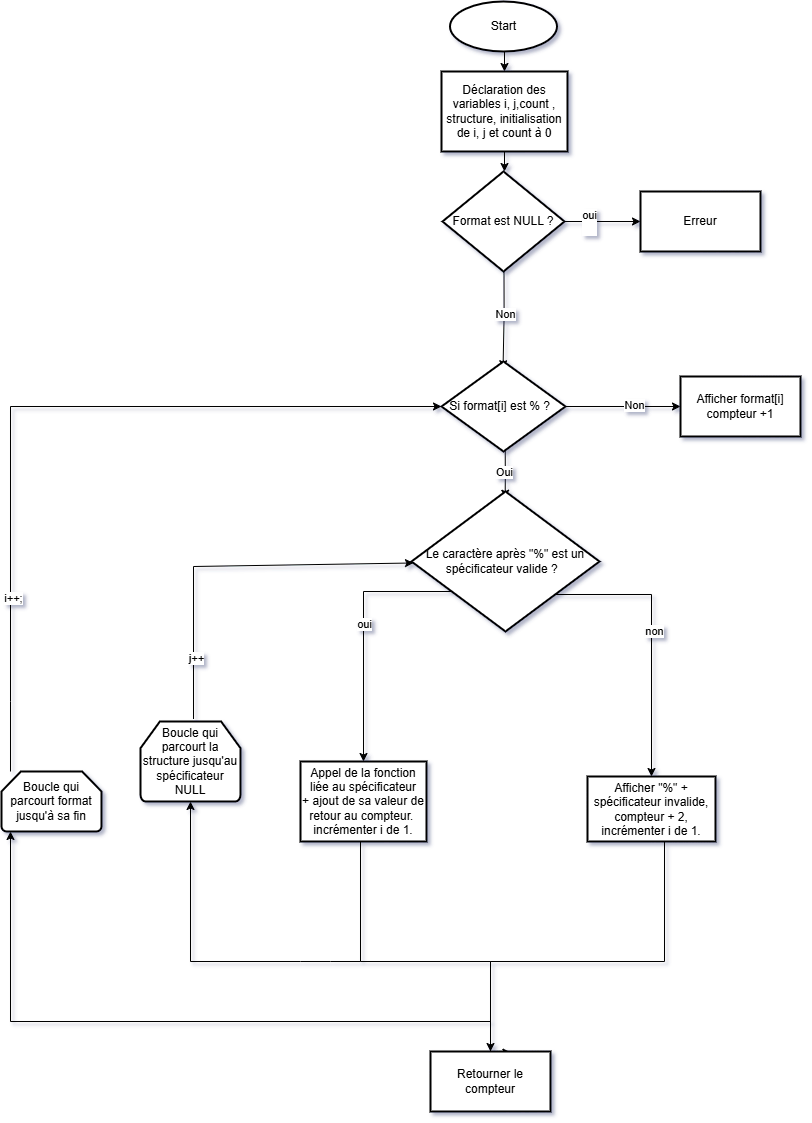 Start
Déclaration des
variables i, j,count ,
structure, initialisation
de i, j et count à 0
Format est NULL ?
oui
Erreur
Non
Si format[i] est % ?
Non
Afficher format[i]
compteur +1
Oui
Le caractère après "%" est un
spécificateur valide ?
i++;
oui
non
j++
Boucle qui
parcourt la
structure jusqu'au
spécificateur
NULL
Boucle qui
parcourt format
jusqu'à sa fin
Appel de la fonction
liée au spécificateur
+ ajout de sa valeur de
retour au compteur.
incrémenter i de 1.
Afficher "%" +
spécificateur invalide,
compteur + 2,
incrémenter i de 1.
Retourner le
compteur